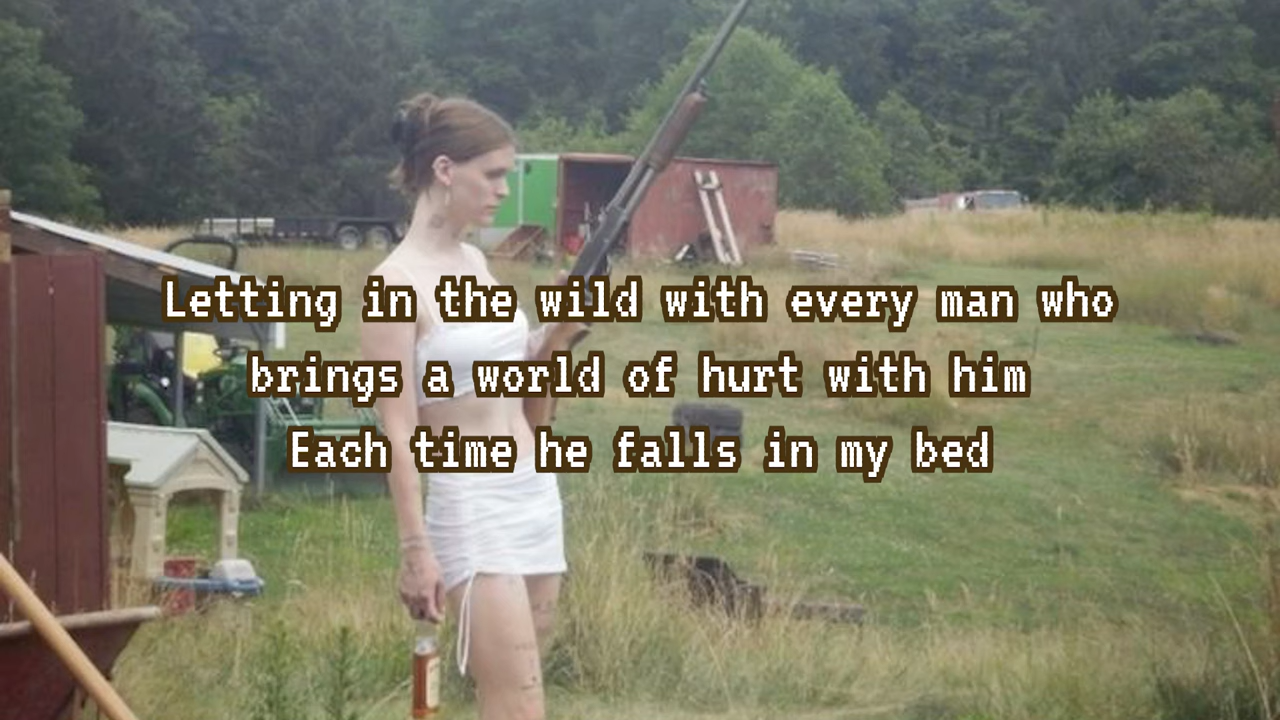 Letting in the wild with every man who
brings a world of hurt with him
Each time he falls in my bed